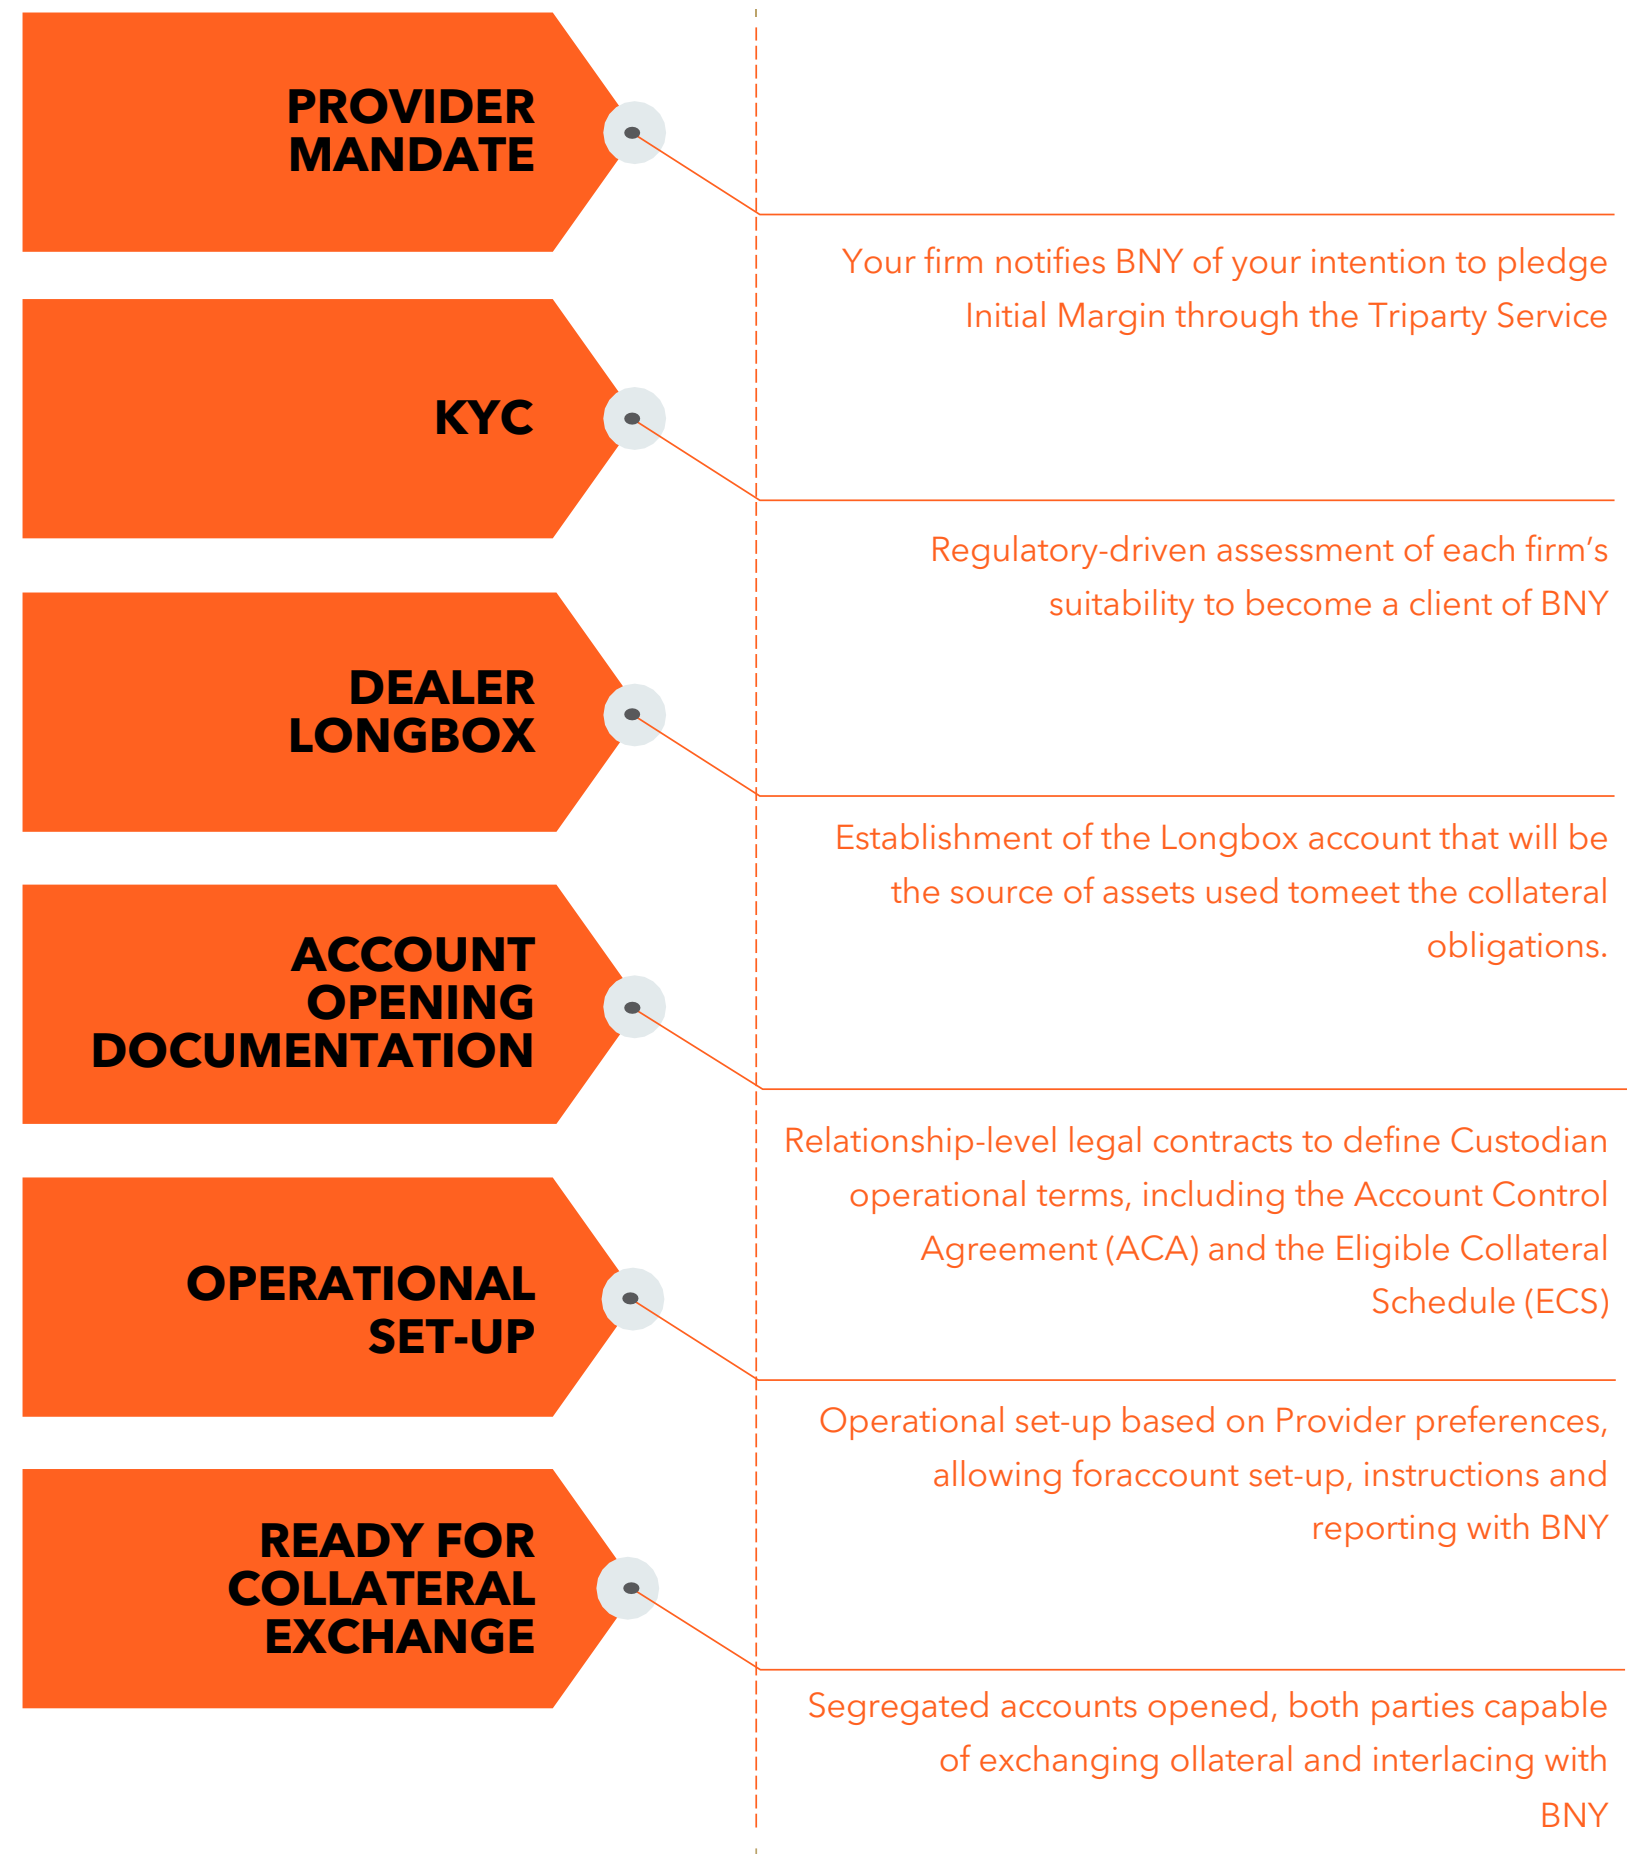 PROVIDER
MANDATE
Your firm notifies BNY of your intention to pledge
Initial Margin through the Triparty Service
KYC
Regulatory-driven assessment of each firm’s
suitability to become a client of BNY
DEALER
LONGBOX
Establishment of the Longbox account that will be
the source of assets used tomeet the collateral
obligations.
ACCOUNT
OPENING
DOCUMENTATION
Relationship-level legal contracts to define Custodian
operational terms, including the Account Control
Agreement (ACA) and the Eligible Collateral
Schedule (ECS)
OPERATIONAL
SET-UP
Operational set-up based on Provider preferences,
allowing foraccount set-up, instructions and
reporting with BNY
READY FOR
COLLATERAL
EXCHANGE
Segregated accounts opened, both parties capable
of exchanging ollateral and interlacing with
BNY